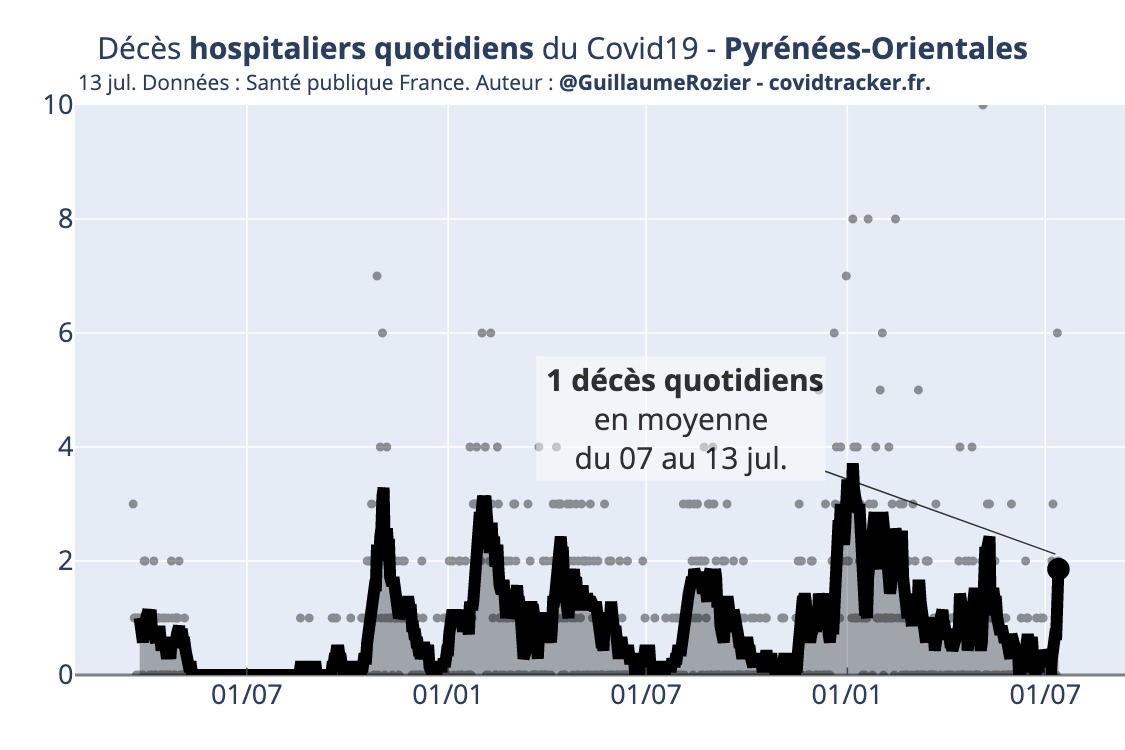 Décès hospitaliers quotidiens du Covid19 - Pyrénées-Orientales
13 jul. Données : Santé publique France. Auteur : @GuillaumeRozier - covidtracker.fr.
10
8
6
1 décès quotidiens
en moyenne
4
du 07 au 13 jul.
2
0
01/07 01/01 01/07 01/01 01/07